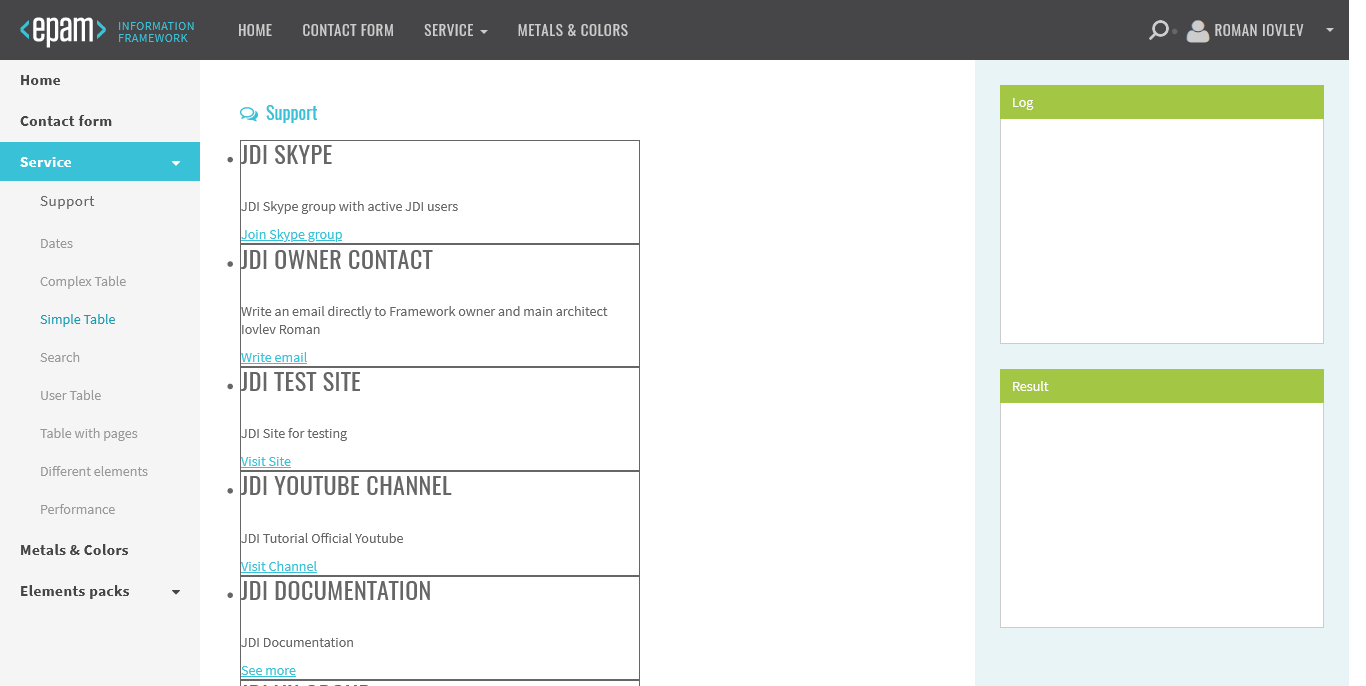 epam INFORMATION
FRAMEWORK
HOME CONTACT FORM SERVICE METALS & COLORS ROMAN IOVLEV
Home
Contact form
Service
Support
Dates
Complex Table
Simple Table
Search
User Table
Table with pages
Different elements
Performance
Metals & Colors
Elements packs
Support
JDI SKYPE
JDI Skype group with active JDI users
Join Skype group
JDI OWNER CONTACT
Write an email directly to Framework owner and main architect
Iovlev Roman
Write email
JDI TEST SITE
JDI Site for testing
Visit Site
JDI YOUTUBE CHANNEL
JDI Tutorial Official Youtube
Visit Channel
JDI DOCUMENTATION
JDI Documentation
See more
Log
Result